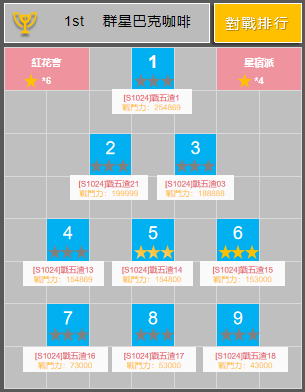 1st 群星巴克咖啡
對戰排行
紅花會
*6
1
星宿派
*4
[S1024]戰五渣1
戰鬥力：254869
2
3
[S1024]戰五渣21
戰鬥力：199999
[S1024]戰五渣03
戰鬥力：188888
4
5
6
[S1024]戰五渣13
戰鬥力：154889
[S1024]戰五渣14
戰鬥力：154800
[S1024]戰五渣15
戰鬥力：153000
7
8
9
[S1024]戰五渣16
戰鬥力：73000
[S1024]戰五渣17
戰鬥力：53000
[S1024]戰五渣18
戰鬥力：43000